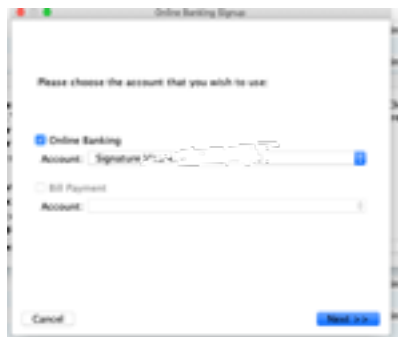 Online Banking Signup
Please choose the account that you wish to use:
Online Banking
Account: Signature
Bill Payment
Account:
Cancel
Next >>